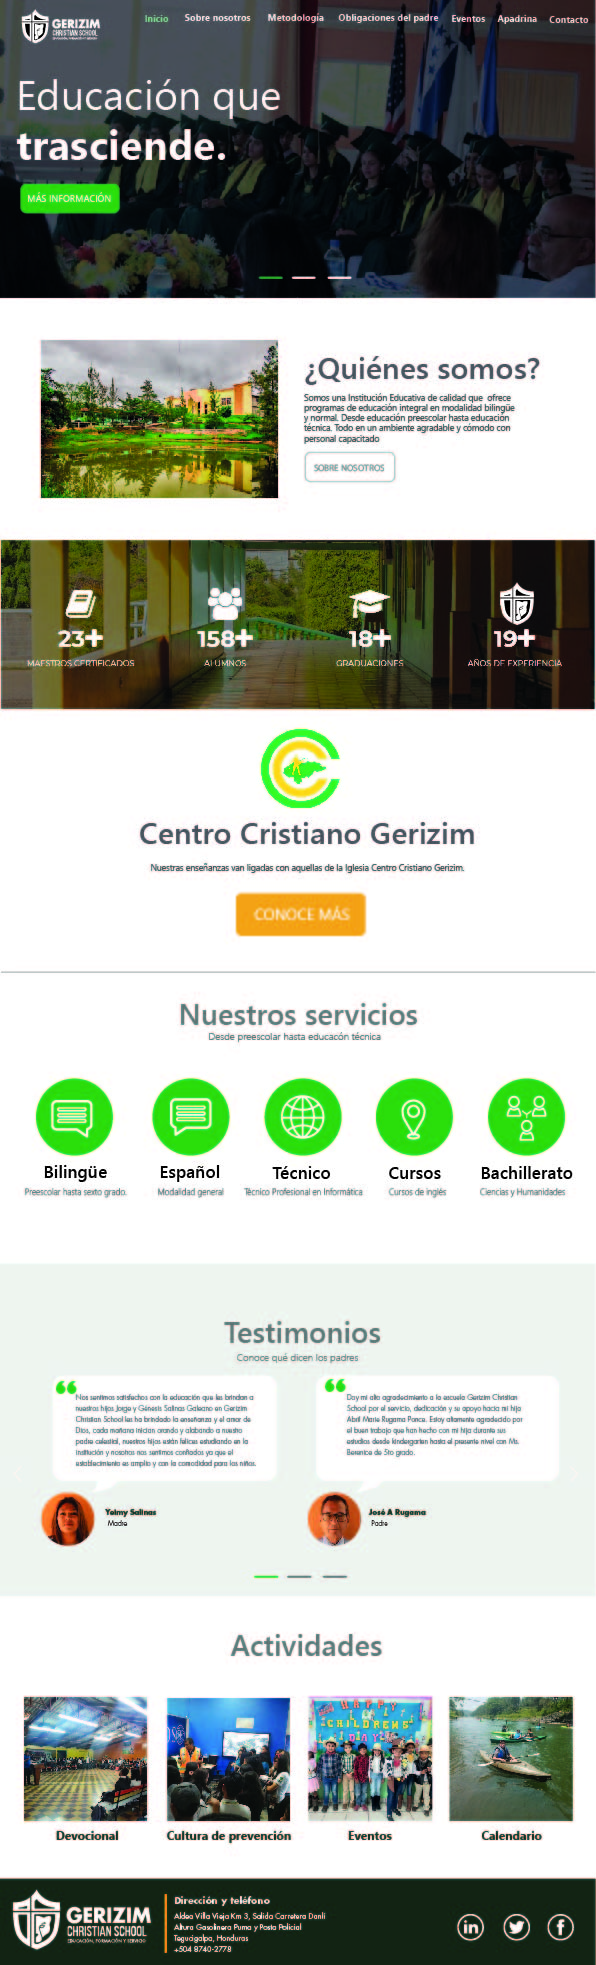 GERIZIM
CHRISTIAN SCHOOL
EDUCACIÓN, FORMACIÓN Y SERVICIO
Inicio Sobre nosotros Metodología Obligaciones del padre Eventos Apadrina Contacto
Educación que
trasciende.
MÁS INFORMACIÓN
¿Quiénes somos?
Somos una Institución Educativa de calidad que ofrece
programas de educación integral en modalidad bilingüe
y normal. Desde educación preescolar hasta educación
técnica. Todo en un ambiente agradable y cómodo con
personal capacitado
SOBRE NOSOTROS
23+ 158+ 18+ 19+
MAESTROS CERTIFICADOS ALUMNOS GRADUACIONES AÑOS DE EXPERIENCIA
Centro Cristiano Gerizim
Nuestras enseñanzas van ligadas con aquellas de la Iglesia Centro Cristiano Gerizim.
CONOCE MÁS
Nuestros servicios
Desde preescolar hasta educacón técnica
Bilingüe Español Técnico Cursos Bachillerato
Preescolar hasta sexto grado. Modalidad general Técnico Profesional en Informática Cursos de inglés Ciencias y Humanidades
Testimonios
Conoce qué dicen los padres
Nos sentimos satisfechos con la educación que les brindan a
nuestros hijos Jorge y Génesis Salinas Galeano en Gerizim
Christian School les ha brindado la enseñanza y el amor de
Dios, cada mañana inician orando y alabando a nuestro
padre celestial, nuestros hijos están felices estudiando en la
institución y nosotros nos sentimos confiados ya que el
establecimiento es amplio y con la comodidad para los niños.
Yeimy Salinas
Madre
Doy mi alto agradecimiento a la escuela Gerizim Christian
School por el servicio, dedicación y su apoyo hacia mi hija
Abril Marie Rugama Ponce. Estoy altamente agradecido por
el buen trabajo que han hecho con mi hija durante sus
estudios desde kindergarten hasta el presente nivel con Ms.
Berenice de 5to grado.
José A Rugama
Padre
Actividades
HAPPY
CHILDREN'S
DAY
Devocional Cultura de prevención Eventos Calendario
GERIZIM
CHRISTIAN SCHOOL
EDUCACIÓN, FORMACIÓN Y SERVICIO
Dirección y teléfono
Aldea Villa Vieja Km 3, Salida Carretera Danlí
Altura Gasolinera Puma y Posta Policial
Tegucigalpa, Honduras
+504 8740-2778
in
f